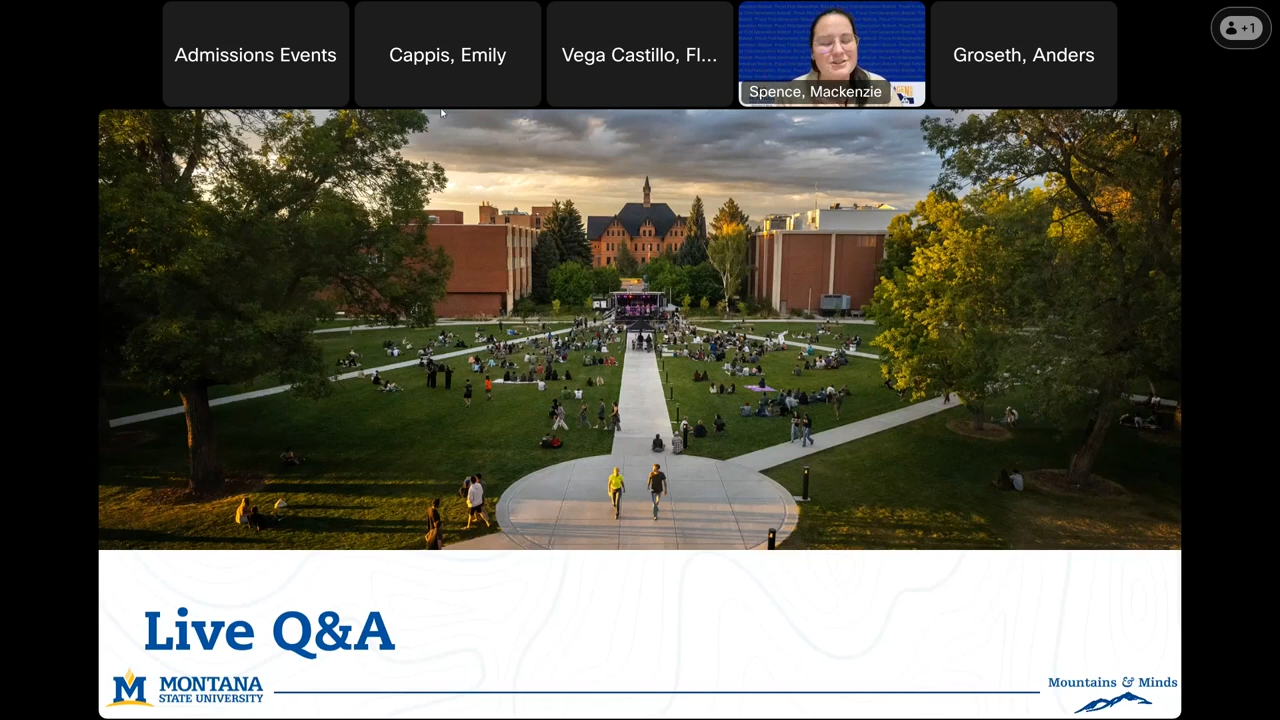 Admissions Events
Cappis, Emily
Vega Castillo, Fl...
Spence, Mackenzie
Groseth, Anders
+1
Live Q&A
M MONTANA
STATE UNIVERSITY
Mountains & Minds